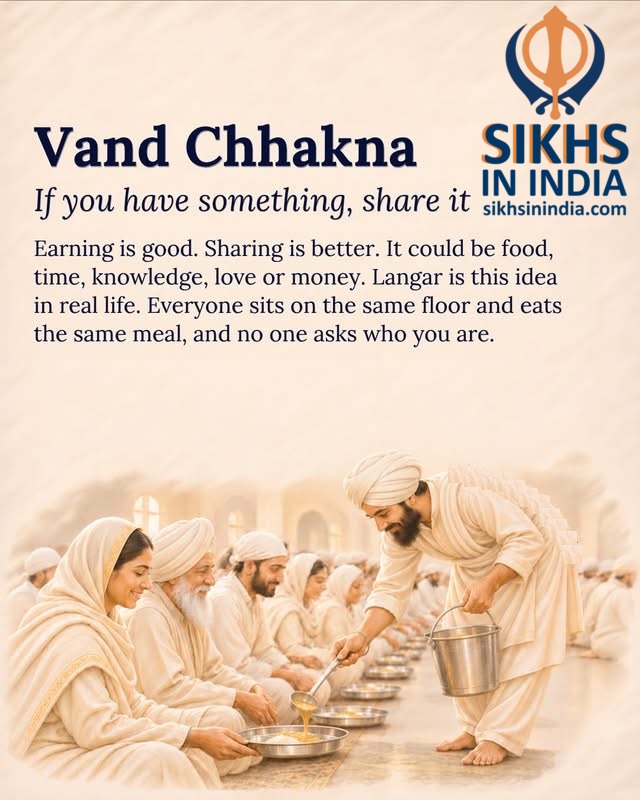 SIKHS
IN INDIA
sikhsinindia.com
Vand Chhakna
If you have something, share it
Earning is good. Sharing is better. It could be food,
time, knowledge, love or money. Langar is this idea
in real life. Everyone sits on the same floor and eats
the same meal, and no one asks who you are.